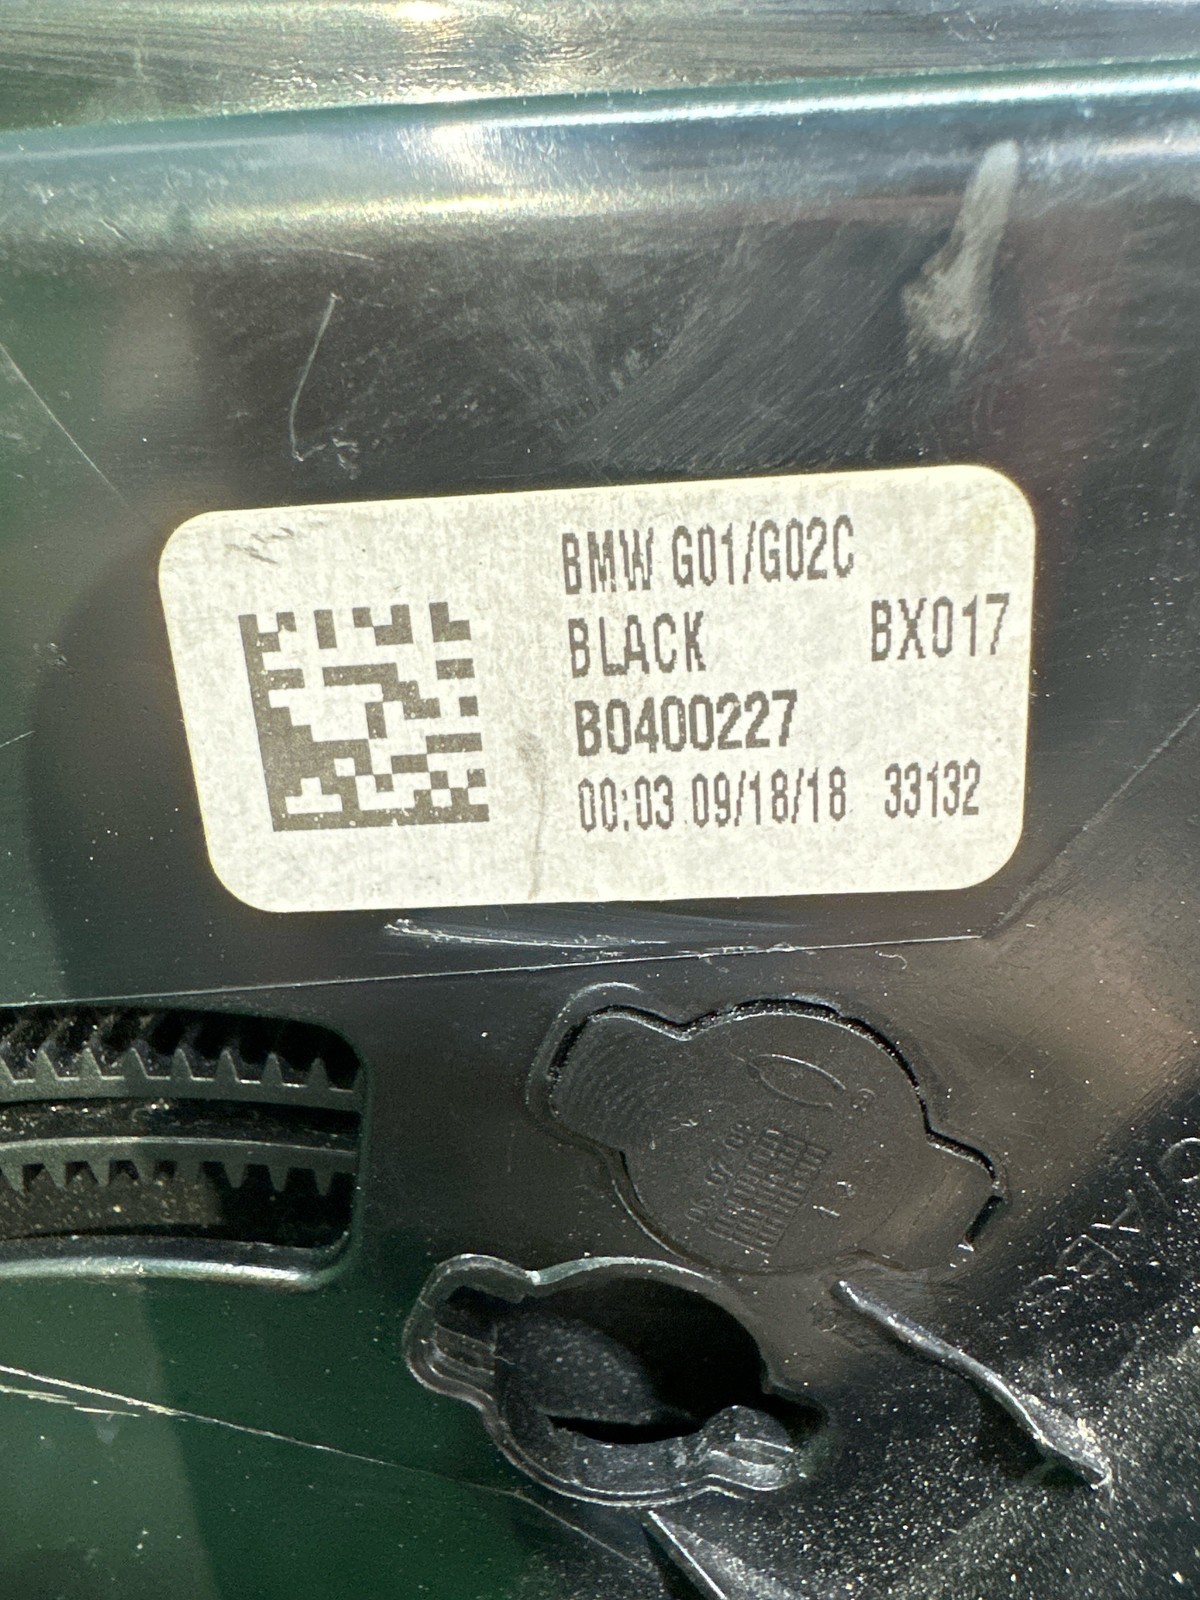 BMW G01/G02C
BLACK BX017
B0400227
00:03 09/18/18 33132